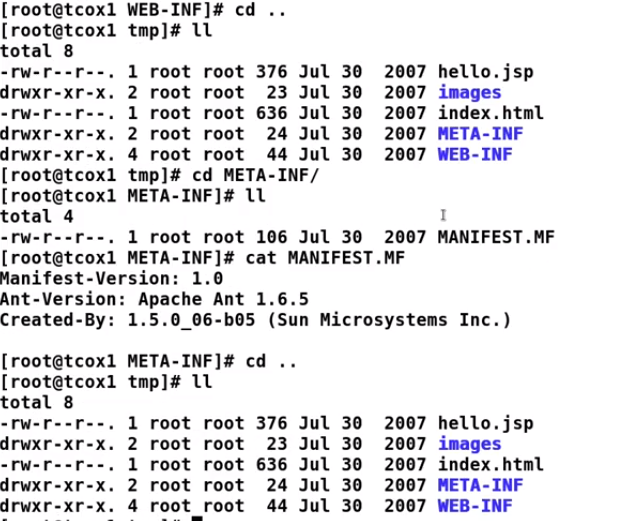 [root@tcox1 WEB-INF]# cd ..
[root@tcox1 tmp]# ll
total 8
-rw-r--r--. 1 root root 376 Jul 30  2007 hello.jsp
drwxr-xr-x. 2 root root  23 Jul 30  2007 images
-rw-r--r--. 1 root root 636 Jul 30  2007 index.html
drwxr-xr-x. 2 root root  24 Jul 30  2007 META-INF
drwxr-xr-x. 4 root root  44 Jul 30  2007 WEB-INF
[root@tcox1 tmp]# cd META-INF/
[root@tcox1 META-INF]# ll
total 4
-rw-r--r--. 1 root root 106 Jul 30  2007 MANIFEST.MF
[root@tcox1 META-INF]# cat MANIFEST.MF
Manifest-Version: 1.0
Ant-Version: Apache Ant 1.6.5
Created-By: 1.5.0_06-b05 (Sun Microsystems Inc.)
[root@tcox1 META-INF]# cd ..
[root@tcox1 tmp]# ll
total 8
-rw-r--r--. 1 root root 376 Jul 30  2007 hello.jsp
drwxr-xr-x. 2 root root  23 Jul 30  2007 images
-rw-r--r--. 1 root root 636 Jul 30  2007 index.html
drwxr-xr-x. 2 root root  24 Jul 30  2007 META-INF
drwxr-xr-x. 4 root root  44 Jul 30  2007 WEB-INF